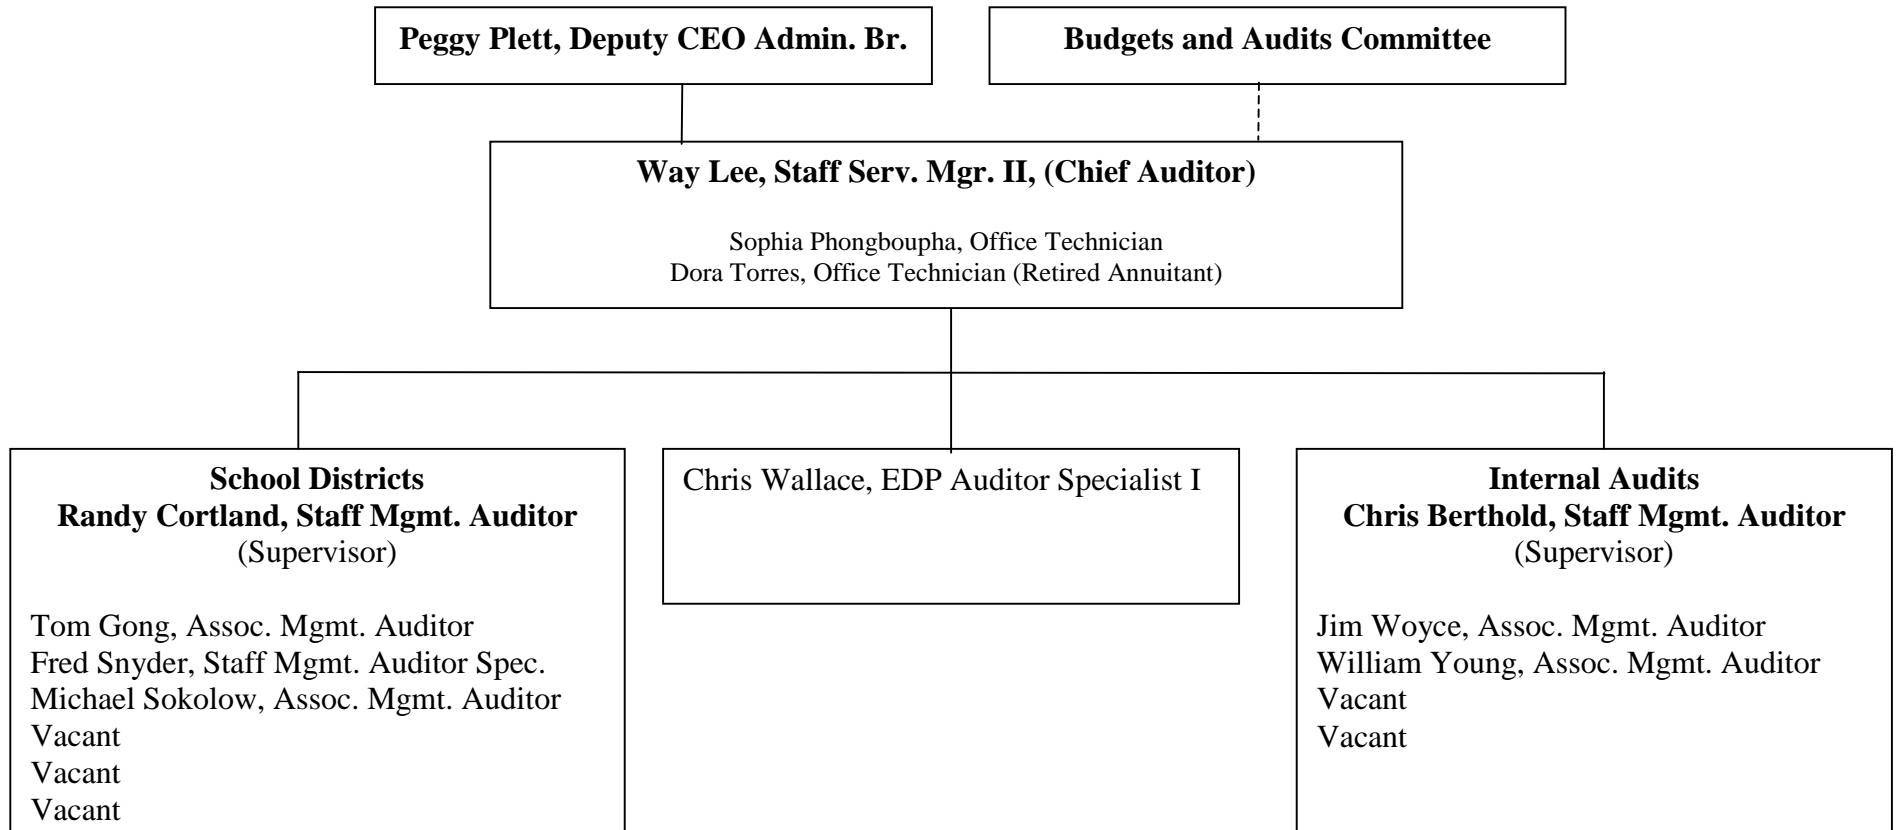 Peggy Plett, Deputy CEO Admin. Br.
Budgets and Audits Committee
Way Lee, Staff Serv. Mgr. II, (Chief Auditor)
Sophia Phongboupha, Office Technician
Dora Torres, Office Technician (Retired Annuitant)
School Districts
Randy Cortland, Staff Mgmt. Auditor
(Supervisor)
Tom Gong, Assoc. Mgmt. Auditor
Fred Snyder, Staff Mgmt. Auditor Spec.
Michael Sokolow, Assoc. Mgmt. Auditor
Vacant
Vacant
Vacant
Chris Wallace, EDP Auditor Specialist I
Internal Audits
Chris Berthold, Staff Mgmt. Auditor
(Supervisor)
Jim Woyce, Assoc. Mgmt. Auditor
William Young, Assoc. Mgmt. Auditor
Vacant
Vacant